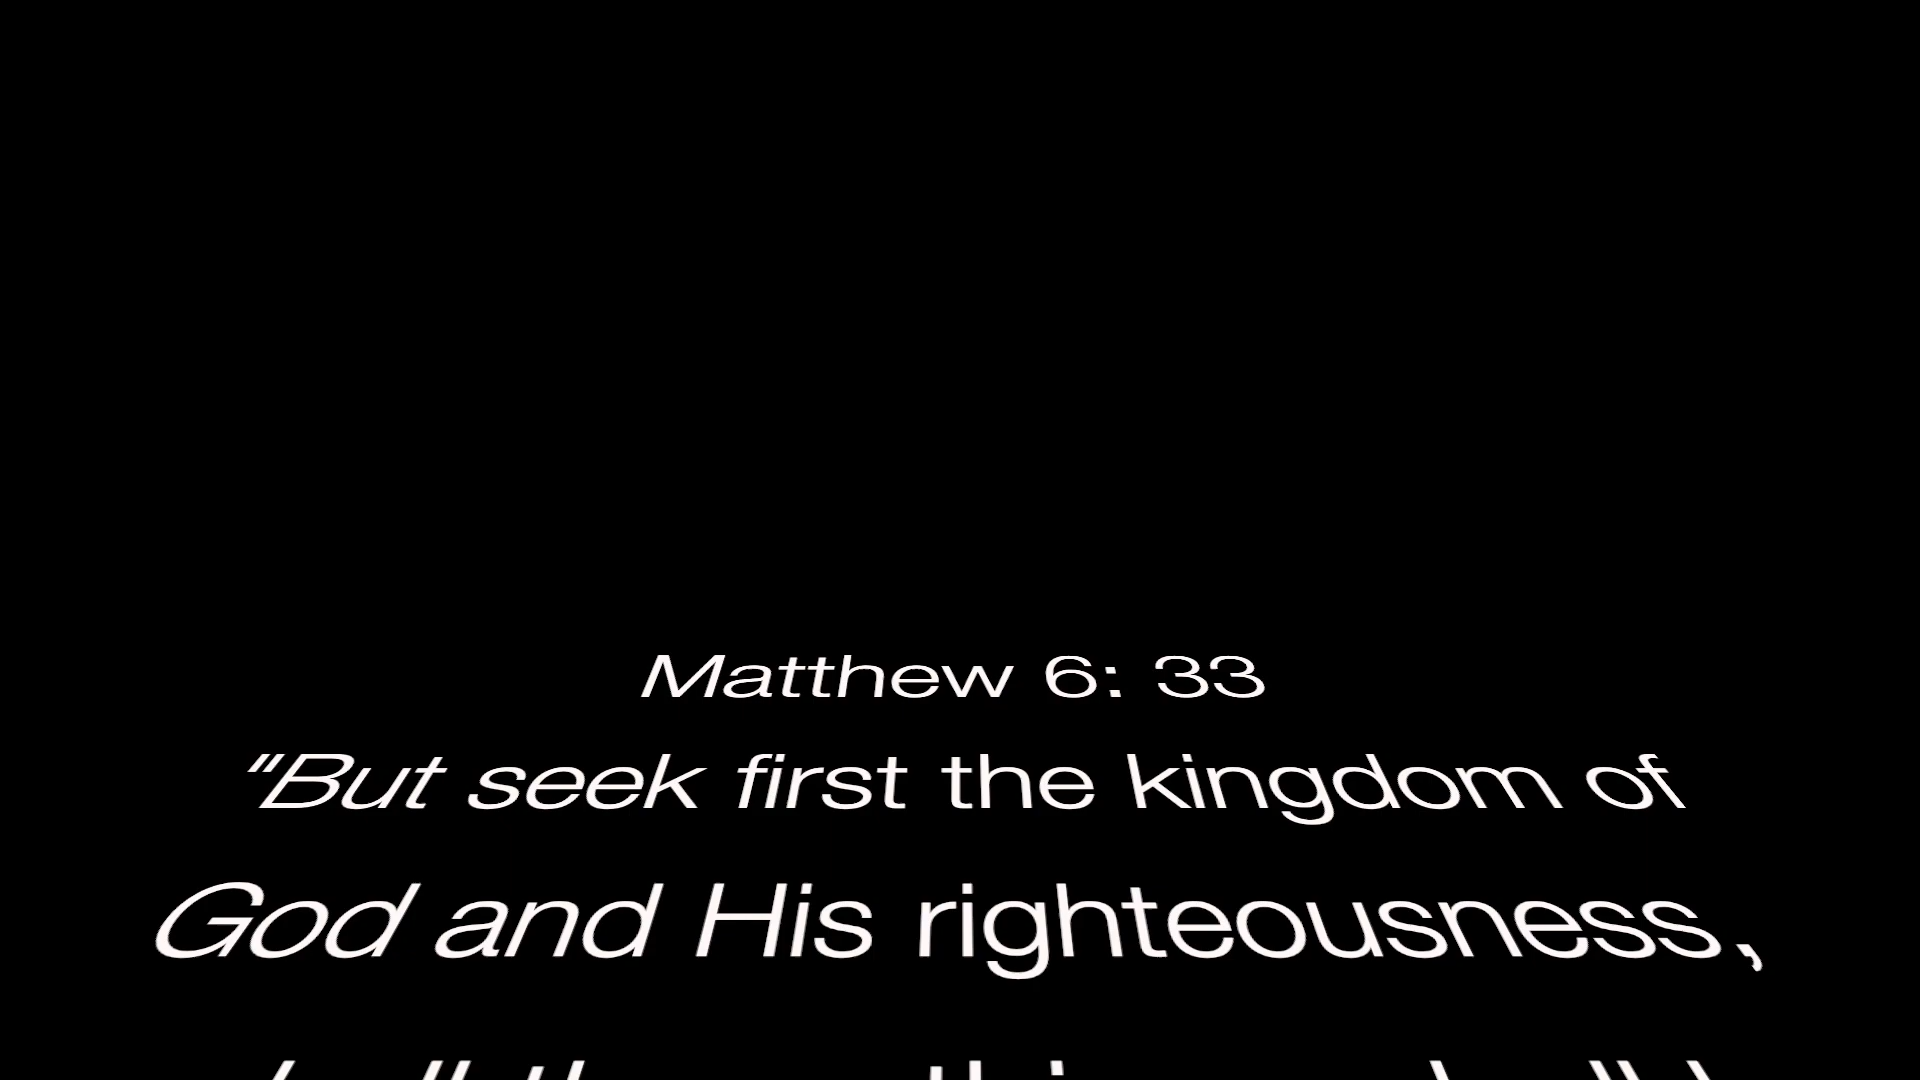 Matthew 6: 33
“But seek first the kingdom of
God and His righteousness,